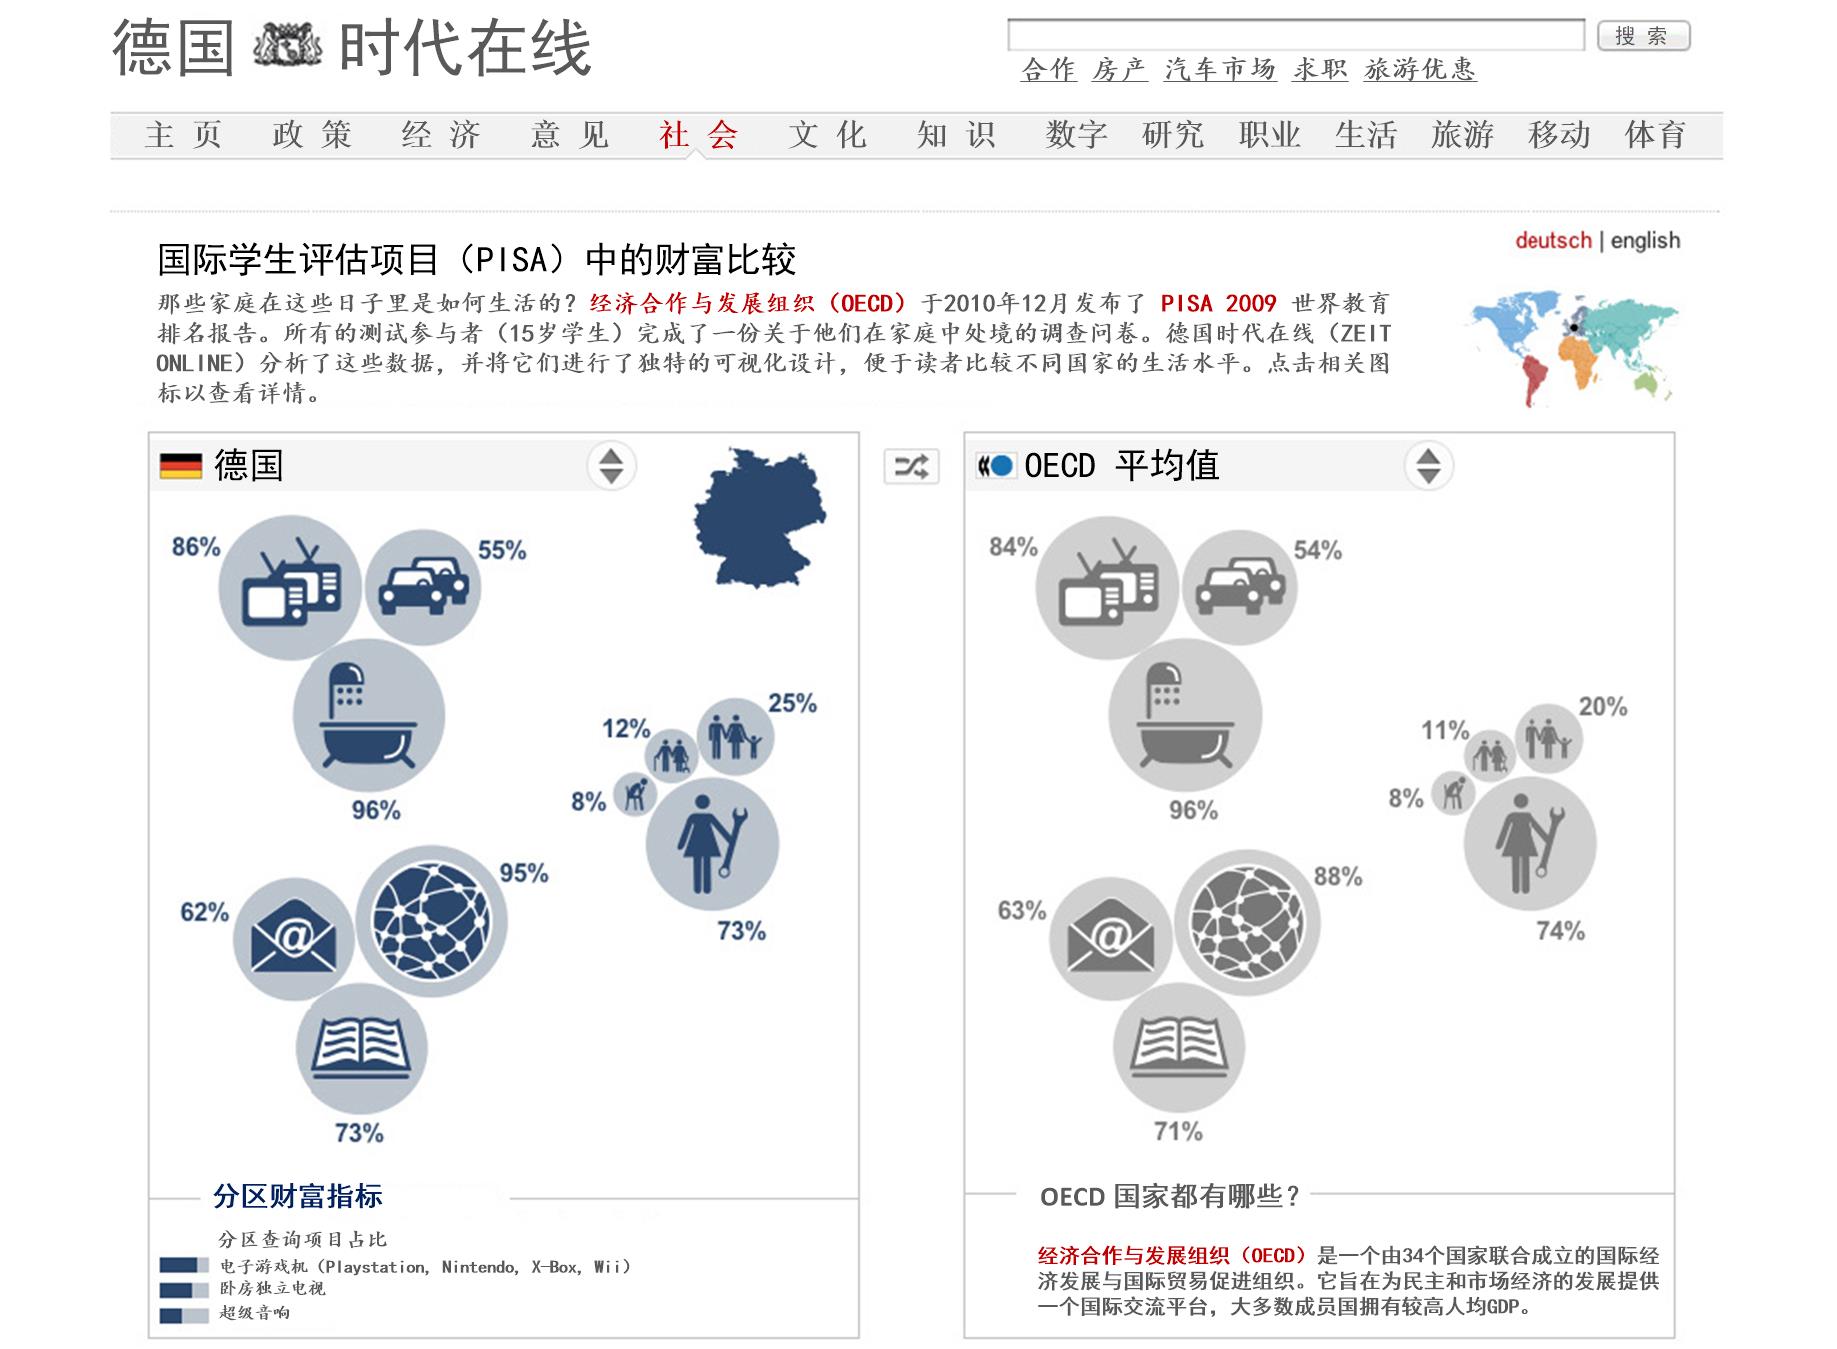 德国 时代在线
搜 索
合作 房产 汽车市场 求职 旅游优惠
主 页 政 策 经 济 意 见 社 会 文 化 知 识 数字 研究 职业 生活 旅游 移动 体育
deutsch | english
国际学生评估项目（PISA）中的财富比较
那些家庭在这些日子里是如何生活的？经济合作与发展组织（OECD）于2010年12月发布了 PISA 2009 世界教育
排名报告。所有的测试参与者（15岁学生）完成了一份关于他们在家庭中处境的调查问卷。德国时代在线（ZEIT
ONLINE）分析了这些数据，并将它们进行了独特的可视化设计，便于读者比较不同国家的生活水平。点击相关图
标以查看详情。
德国
86%
55%
96%
25%
12%
8%
73%
95%
62%
73%
分区财富指标
分区查询项目占比
电子游戏机（Playstation, Nintendo, X-Box, Wii）
卧房独立电视
超级音响
OECD 平均值
84%
54%
96%
20%
11%
8%
74%
88%
63%
71%
OECD 国家都有哪些？
经济合作与发展组织（OECD）是一个由34个国家联合成立的国际经
济发展与国际贸易促进组织。它旨在为民主和市场经济的发展提供
一个国际交流平台，大多数成员国拥有较高人均GDP。
@
@